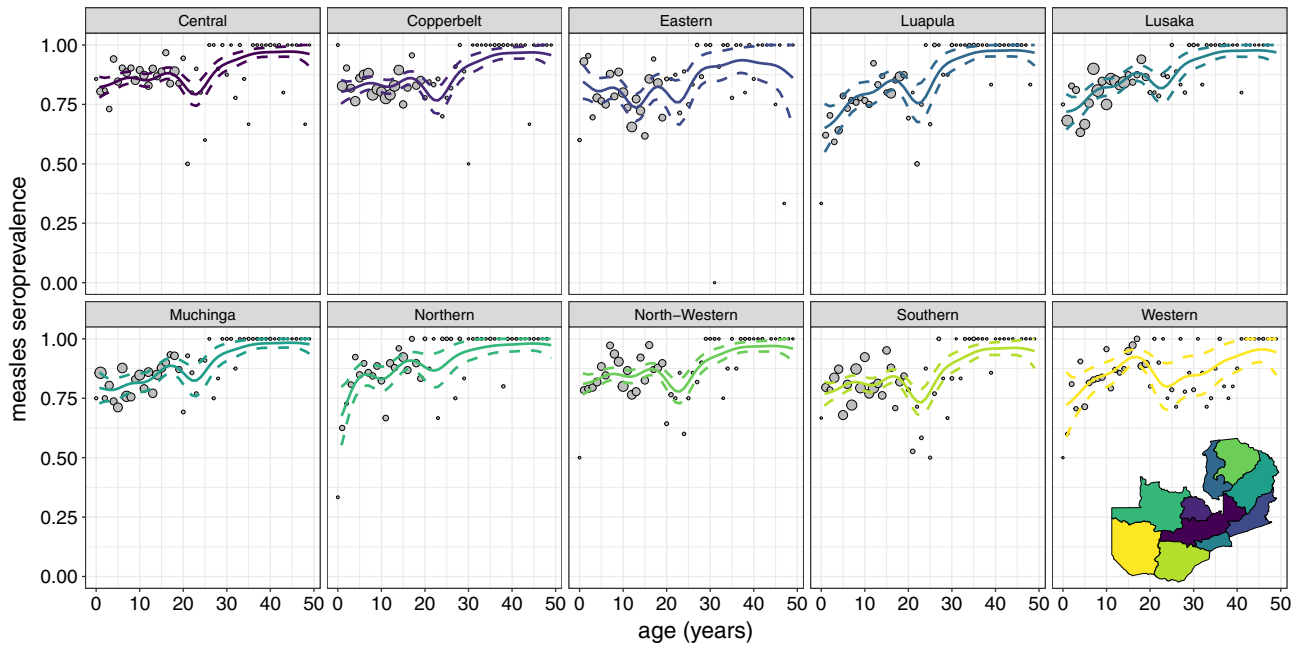 Central Copperbelt Eastern Luapula Lusaka
1.00
0.75
0.50
0.25
0.00
Muchinga Northern North−Western Southern Western
1.00
0.75
0.50
0.25
0.00
measles seroprevalence
0 10 20 30 40 50 0 10 20 30 40 50 0 10 20 30 40 50 0 10 20 30 40 50 0 10 20 30 40 50
age (years)